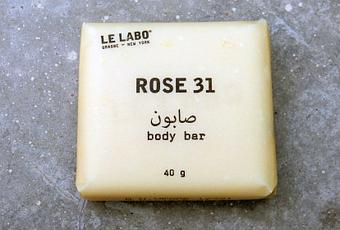 LE LABO®
GRASSE — NEW YORK
ROSE 31
صابون
body bar
40 g